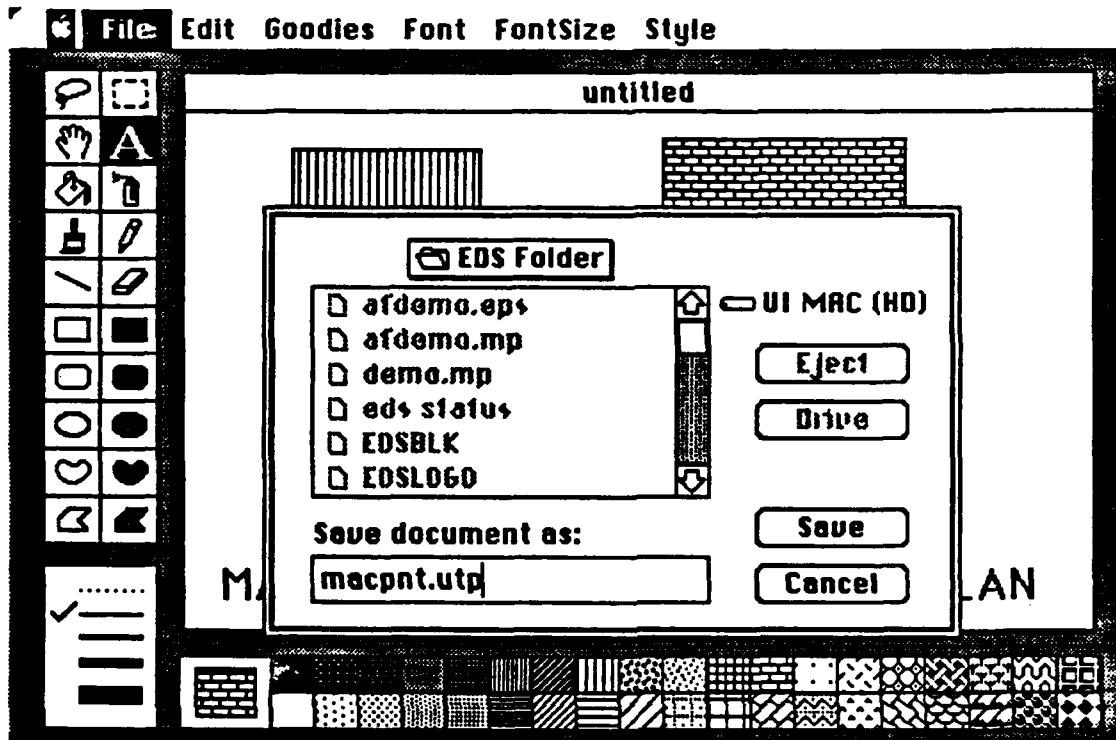 File Edit Goodies Font FontSize Style
untitled
A
EDS Folder
afdemo.eps
afdemo.mp
demo.mp
eds status
EDSBLK
EDSLOGO
UI MAC (HD)
Eject
Drive
Save document as:
macpnt.utp
Save
Cancel
MA
LAN